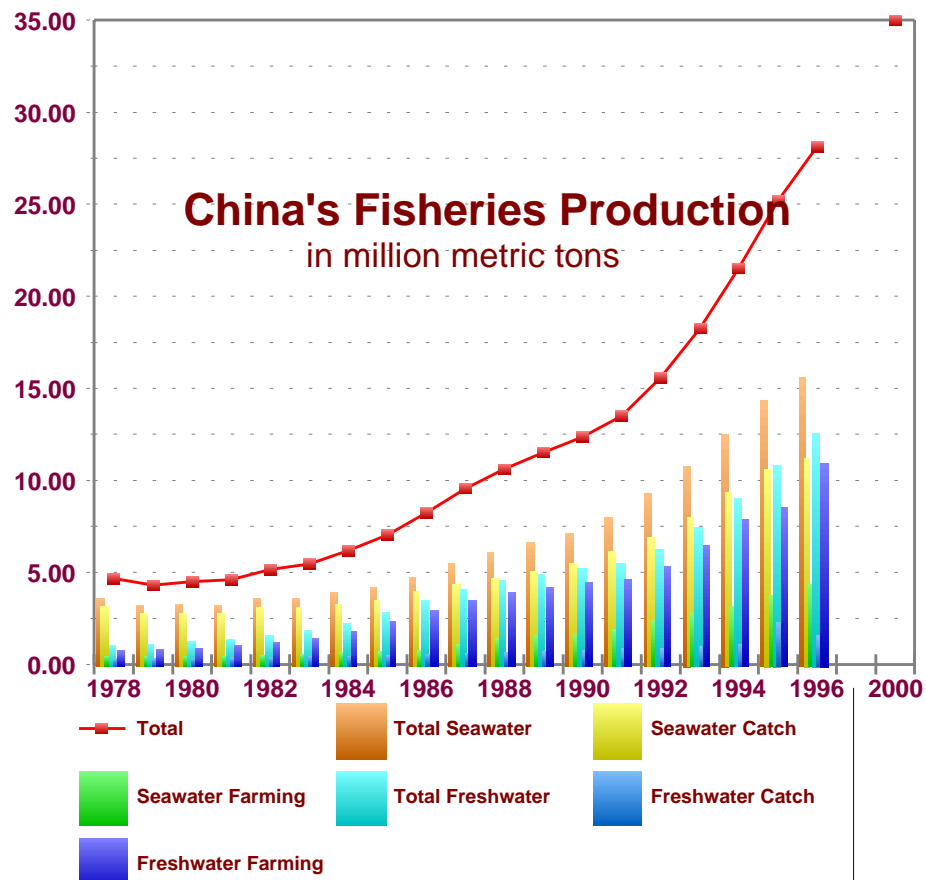 35.00
30.00
25.00
20.00
15.00
10.00
5.00
0.00
China's Fisheries Production
in million metric tons
1978 1980 1982 1984 1986 1988 1990 1992 1994 1996 2000
Total Total Seawater Seawater Catch
Seawater Farming Total Freshwater Freshwater Catch
Freshwater Farming